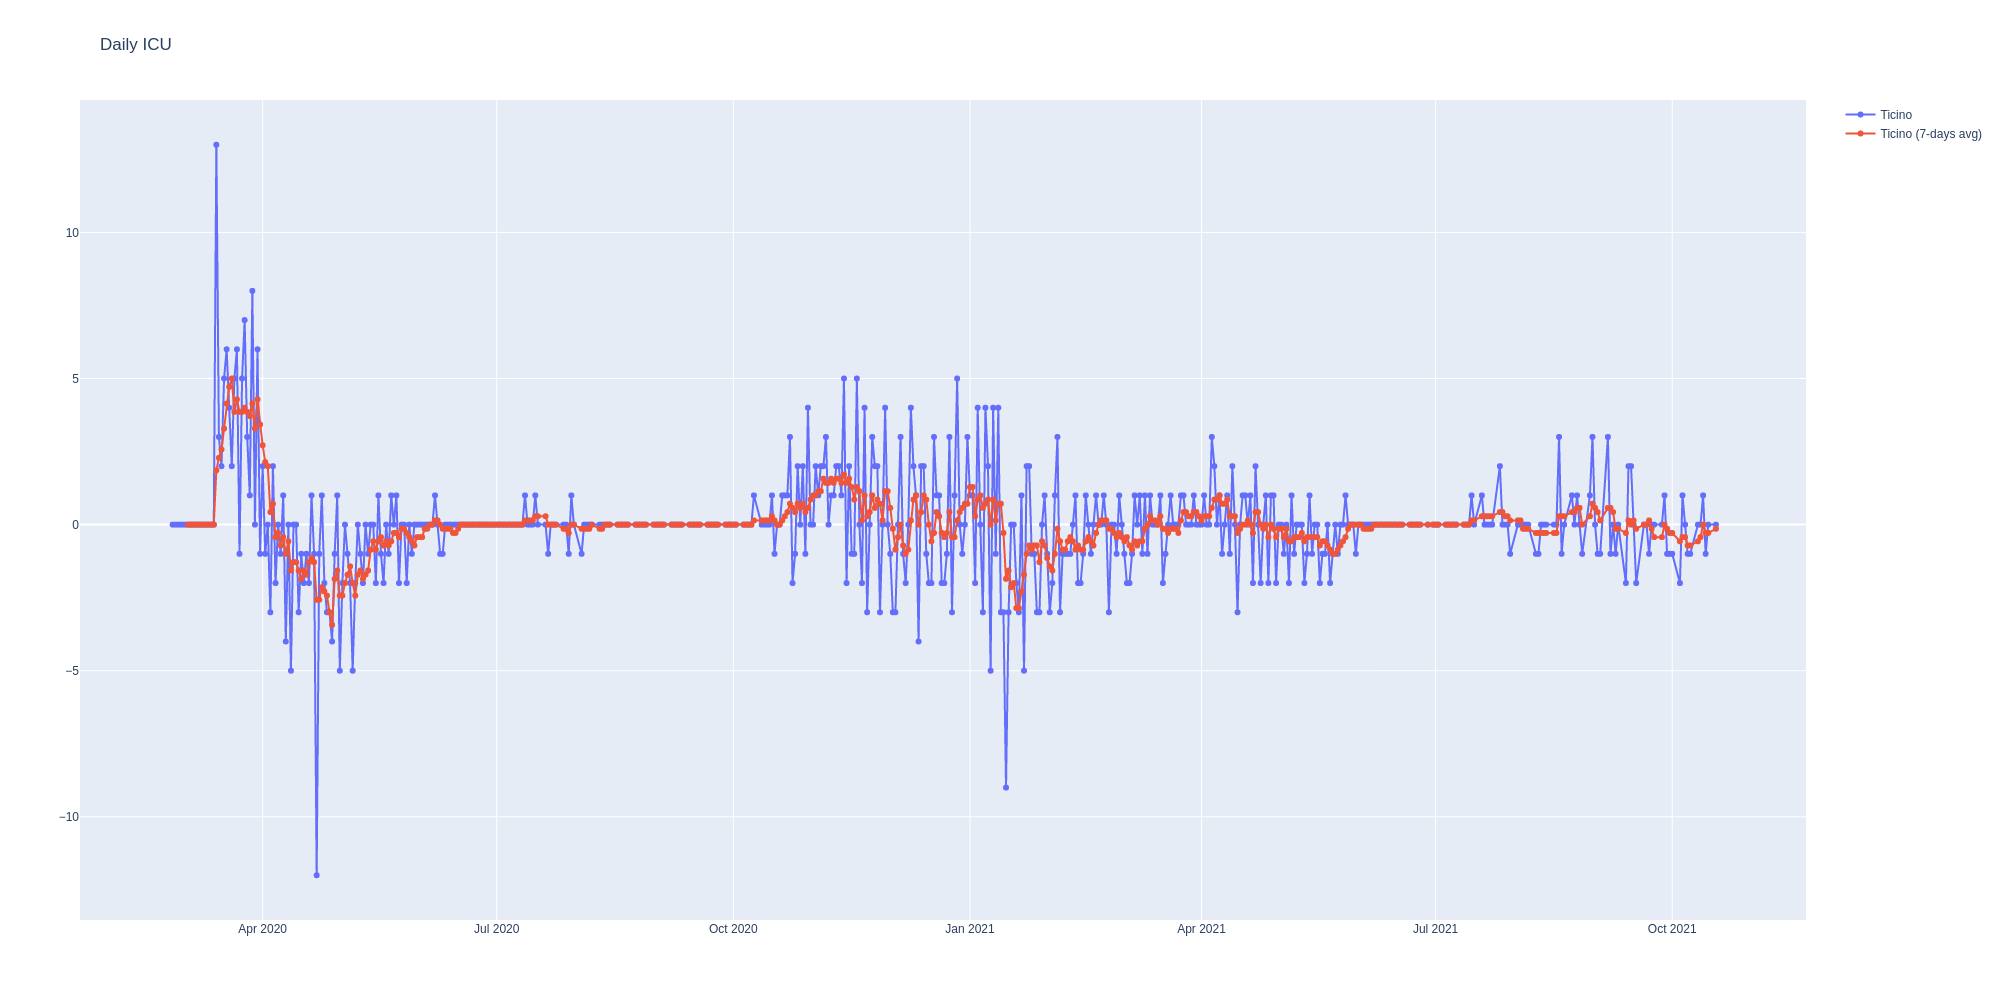 Daily ICU
Ticino
Ticino (7-days avg)
10
5
0
−5
−10
Apr 2020
Jul 2020
Oct 2020
Jan 2021
Apr 2021
Jul 2021
Oct 2021